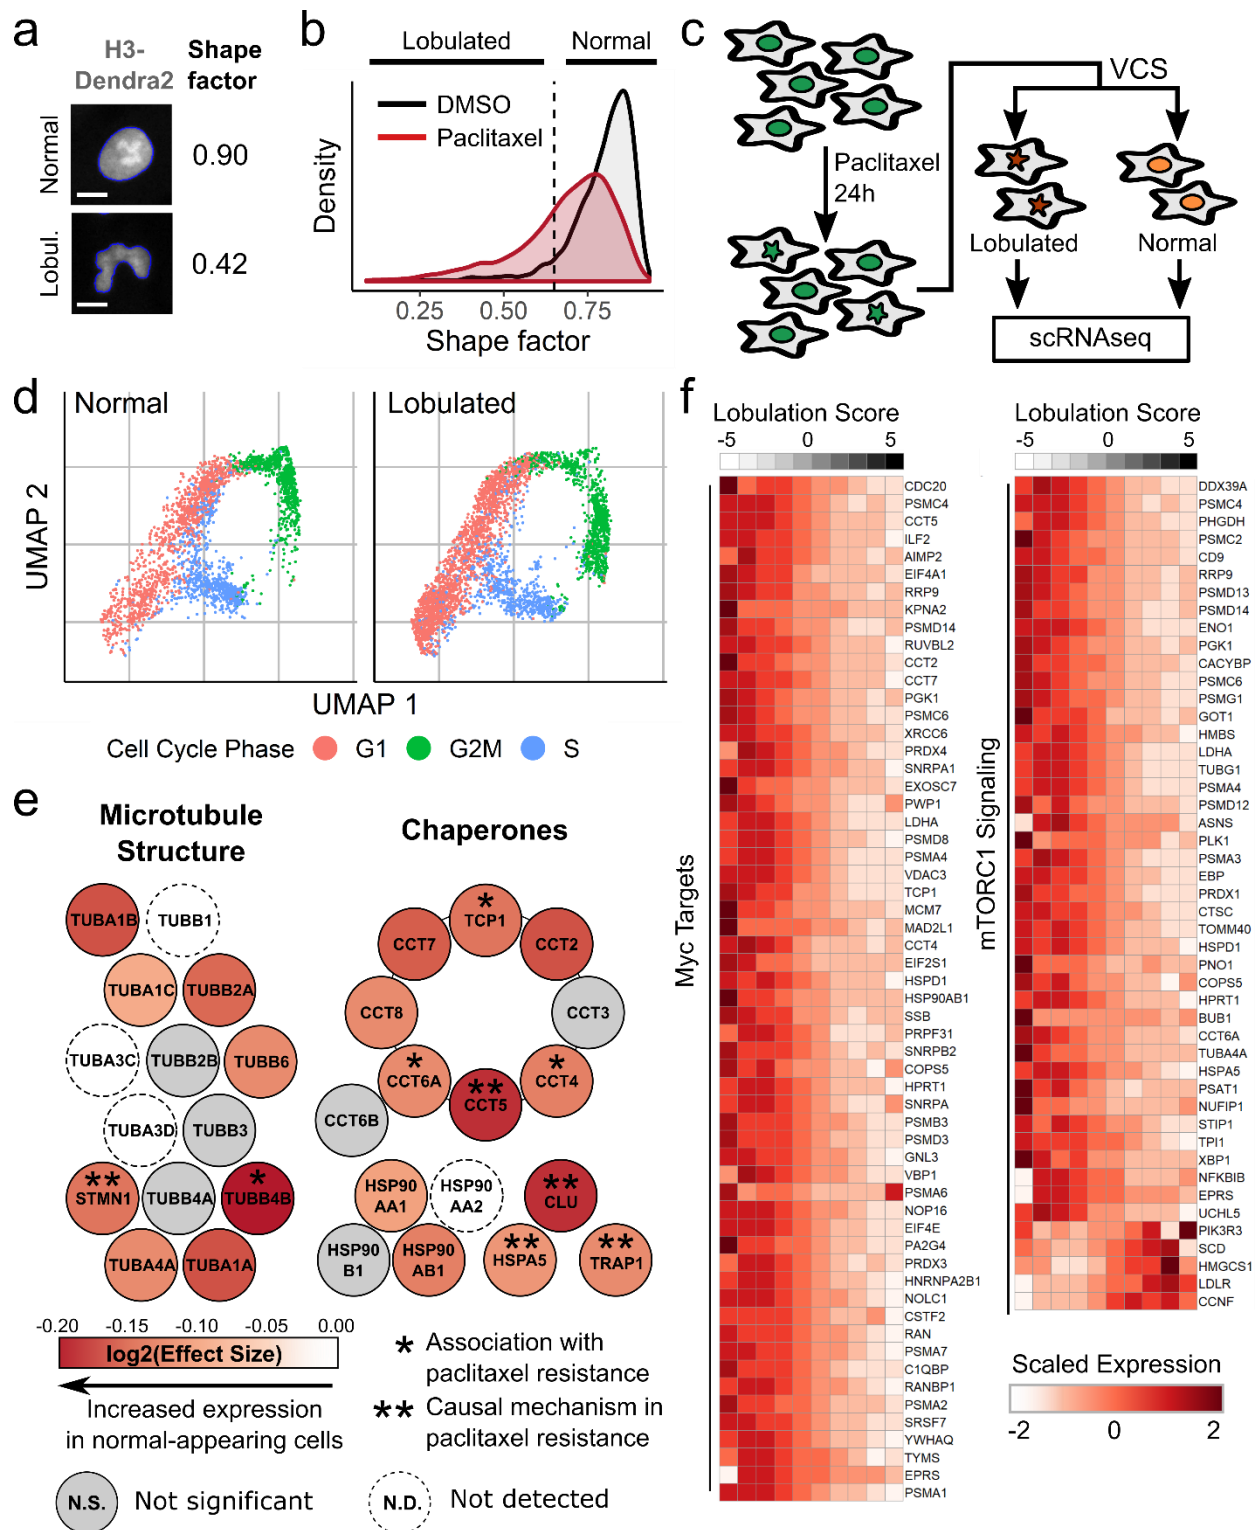 a
H3-
Dendra2
Shape
factor
Normal
0.90
Lobul.
0.42
b
Lobulated
Normal
DMSO
Paclitaxel
Density
0.25
0.50
0.75
Shape factor
c
VCS
Paclitaxel
24h
Lobulated
Normal
scRNAseq
d
Normal
Lobulated
UMAP 2
UMAP 1
Cell Cycle Phase
G1
G2M
S
e
Microtubule
Structure
Chaperones
TUBA1B
TUBB1
TUBA1C
TUBB2A
TUBA3C
TUBB2B
TUBB6
TUBA3D
TUBB3
**
STMN1
TUBB4A
*
TUBB4B
TUBA4A
TUBA1A
*
TCP1
CCT7
CCT2
CCT8
CCT3
*
CCT6A
**
CCT5
*
CCT4
CCT6B
HSP90
AA1
HSP90
AA2
**
CLU
HSP90
B1
HSP90
AB1
**
HSPA5
**
TRAP1
-0.20
-0.10
-0.05
0.00
log2(Effect Size)
Increased expression
in normal-appearing cells
* Association with
paclitaxel resistance
** Causal mechanism in
paclitaxel resistance
N.S.
Not significant
N.D.
Not detected
f
Lobulation Score
-5
0
5
Myc Targets
CDC20
PSMC4
CCT5
ILF2
AIMP2
EIF4A1
RRP9
KPNA2
PSMD14
RUVBL2
CCT2
CCT7
PGK1
PSMC6
XRCC6
PRDX4
SNRPA1
EXOSC7
PWP1
LDHA
PSMD8
PSMA4
VDAC3
TCP1
MCM7
MAD2L1
CCT4
EIF2S1
HSPD1
HSP90AB1
SSB
PRPF31
SNRPB2
COPS5
HPRT1
SNRPA
PSMB3
PSMD3
GNL3
VBP1
PSMA6
NOP16
EIF4E
PA2G4
PRDX3
HNRNPA2B1
NOLC1
CSTF2
RAN
PSMA7
C1QBP
RANBP1
PSMA2
SRSF7
YWHAQ
TYMS
EPRS
PSMA1
Lobulation Score
-5
0
5
mTORC1 Signaling
DDX39A
PSMC4
PHGDH
PSMC2
CD9
RRP9
PSMD13
PSMD14
ENO1
PGK1
CACYBP
PSMC6
PSMG1
GOT1
HMBS
LDHA
TUBG1
PSMA4
PSMD12
ASNS
PLK1
PSMA3
EBP
PRDX1
CTSC
TOMM40
HSPD1
PNO1
COPS5
HPRT1
BUB1
CCT6A
TUBA4A
HSPA5
PSAT1
NUFIP1
STIP1
TPI1
XBP1
NFKBIB
EPRS
UCHL5
PIK3R3
SCD
HMGCS1
LDLR
CCNF
Scaled Expression
-2
0
2